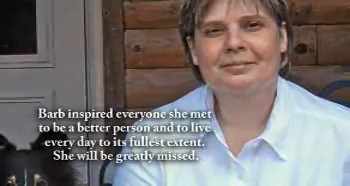 Barb inspired everyone she met
to be a better person and to live
every day to its fullest extent.
She will be greatly missed.